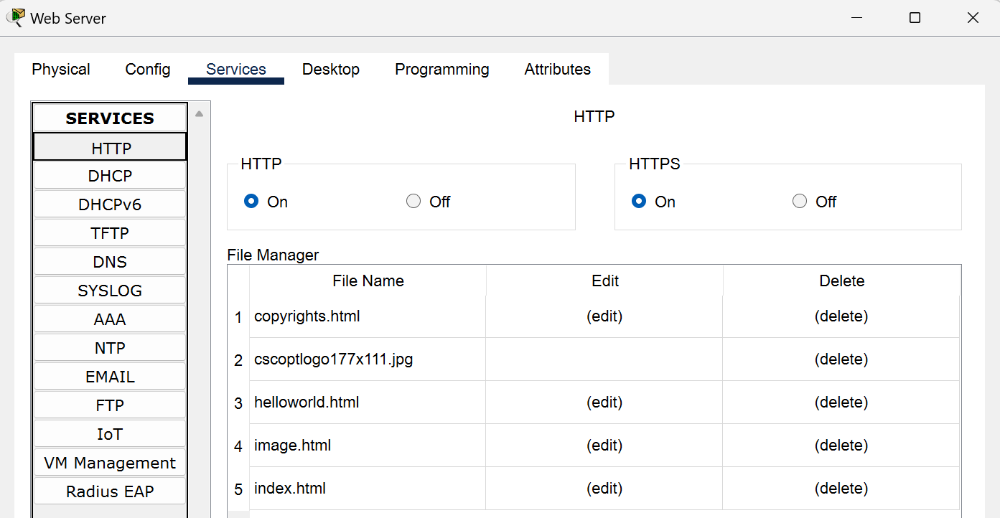 Web Server
Physical Config Services Desktop Programming Attributes
SERVICES
HTTP
DHCP
DHCPv6
TFTP
DNS
SYSLOG
AAA
NTP
EMAIL
FTP
IoT
VM Management
Radius EAP
HTTP
HTTP
On Off
HTTPS
On Off
File Manager
File Name Edit Delete
1 copyrights.html (edit) (delete)
2 cscoptlogo177x111.jpg (delete)
3 helloworld.html (edit) (delete)
4 image.html (edit) (delete)
5 index.html (edit) (delete)